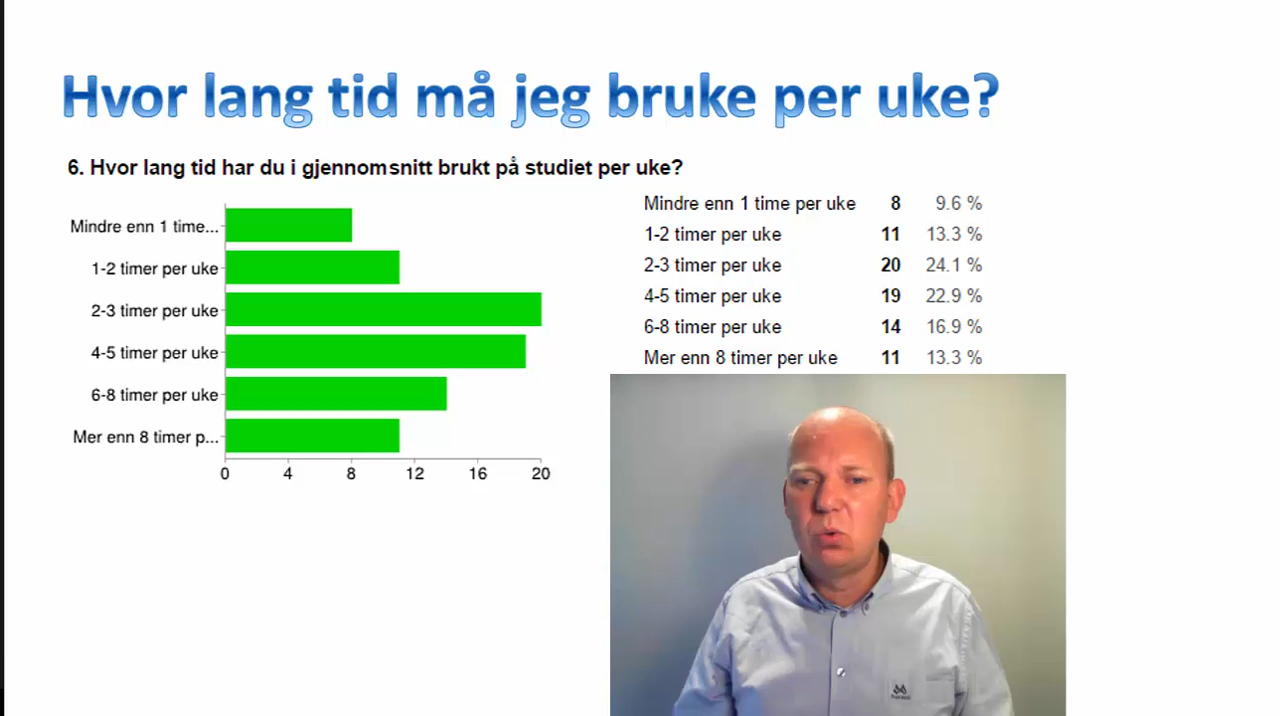 Hvor lang tid må jeg bruke per uke?
6. Hvor lang tid har du i gjennomsnitt brukt på studiet per uke?
Mindre enn 1 time...
1-2 timer per uke
2-3 timer per uke
4-5 timer per uke
6-8 timer per uke
Mer enn 8 timer p...
0 4 8 12 16 20
Mindre enn 1 time per uke 8 9.6 %
1-2 timer per uke 11 13.3 %
2-3 timer per uke 20 24.1 %
4-5 timer per uke 19 22.9 %
6-8 timer per uke 14 16.9 %
Mer enn 8 timer per uke 11 13.3 %